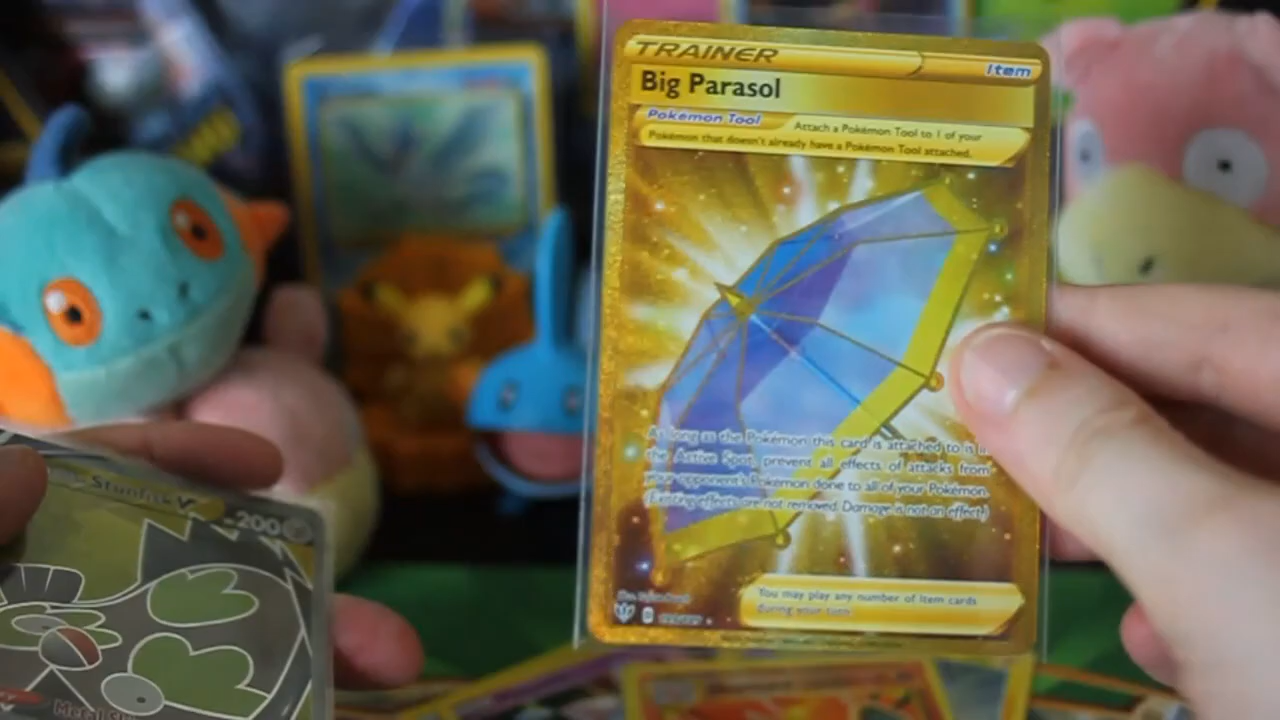 TRAINER
Item
Big Parasol
Pokémon Tool
Attach a Pokémon Tool to 1 of your
Pokémon that doesn't already have a Pokémon Tool attached.
As long as the Pokémon this card is attached to is in
the Active Spot, prevent all effects of attacks from
your opponent's Pokémon done to all of your Pokémon.
(Existing effects are not removed. Damage is not an effect.)
You may play any number of Item cards
during your turn.
Stunfisk V
200
Metal